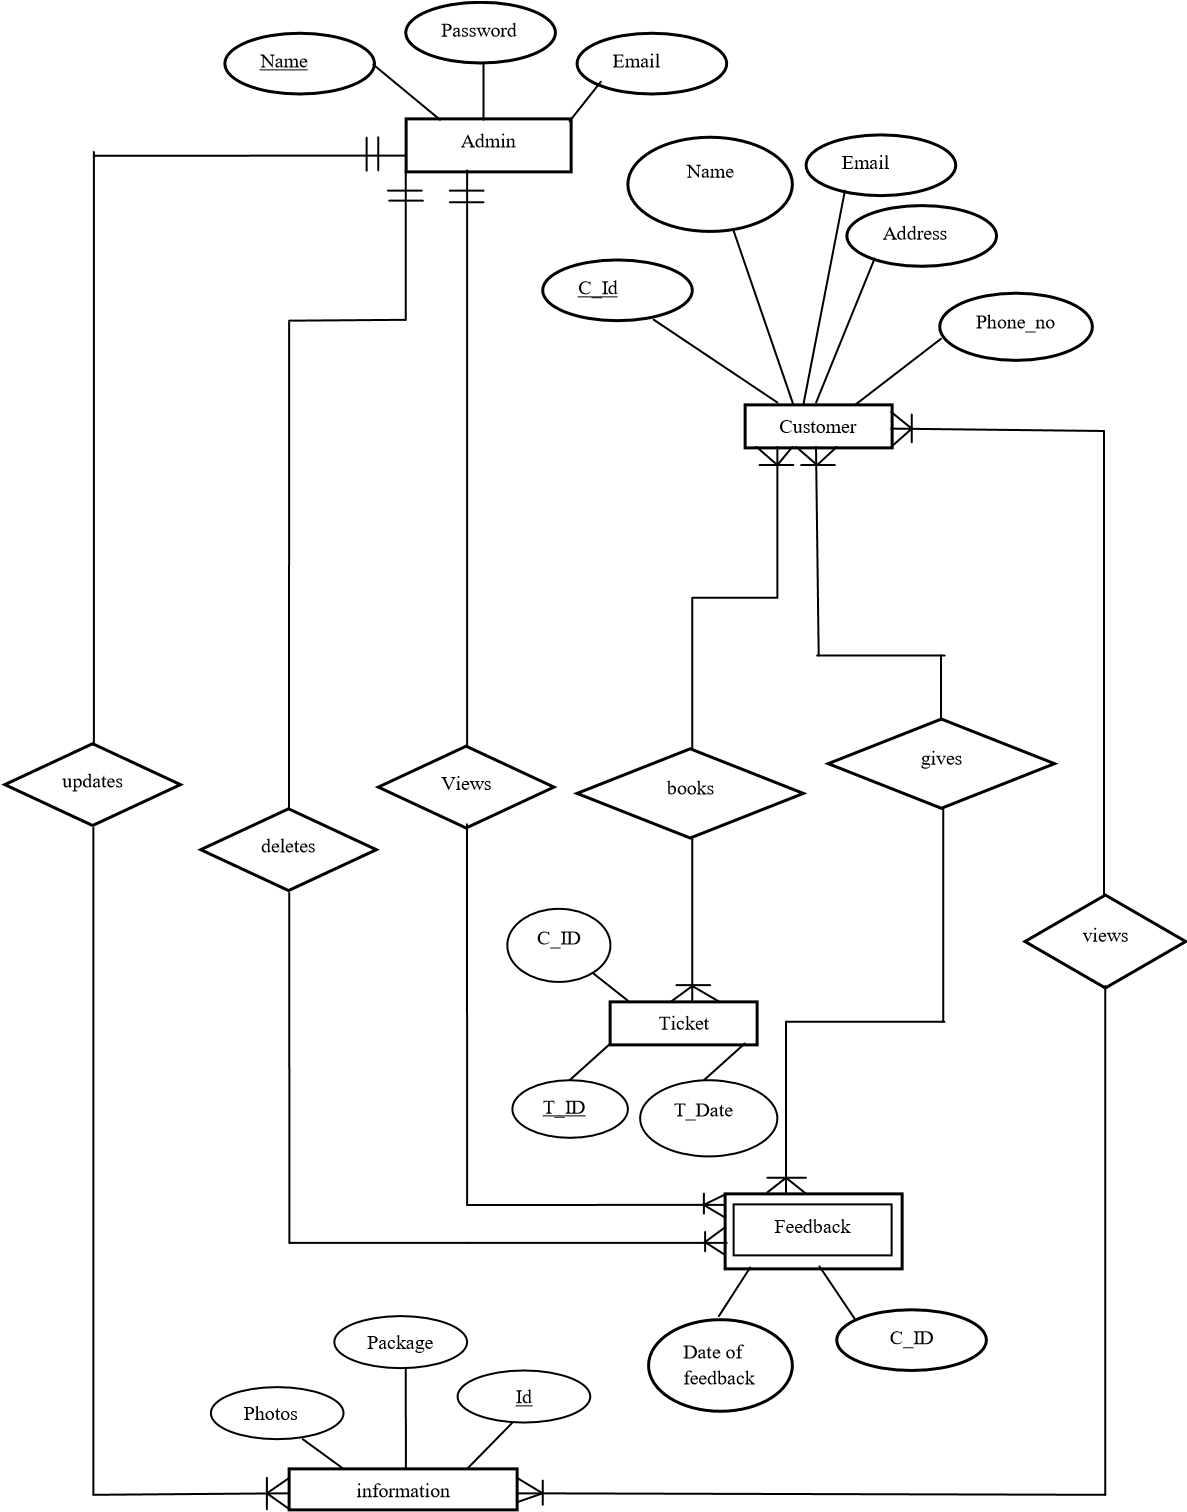 Password
Name
Email
Admin
Name
Email
Address
C_Id
Phone_no
Customer
updates
deletes
Views
books
gives
views
C_ID
Ticket
T_ID
T_Date
Feedback
Date of
feedback
C_ID
Package
Photos
Id
information